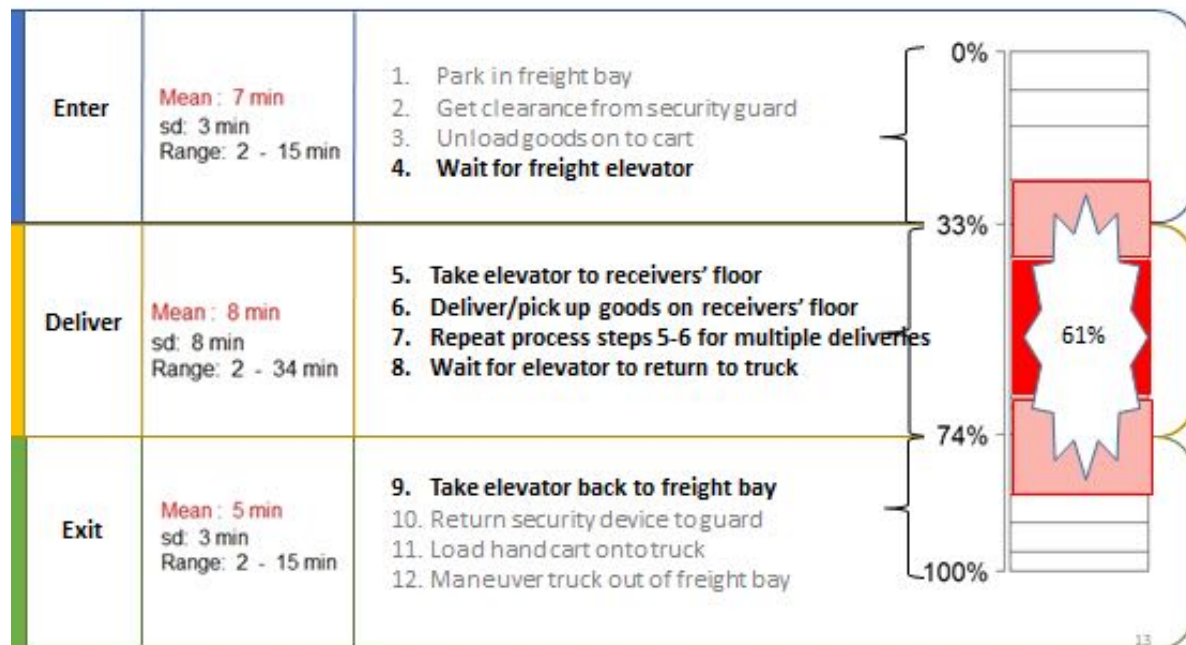 Enter
Mean : 7 min
sd: 3 min
Range: 2 - 15 min
1. Park in freight bay
2. Get clearance from security guard
3. Unload goods on to cart
4. Wait for freight elevator
0%
33%
Deliver
Mean : 8 min
sd: 8 min
Range: 2 - 34 min
5. Take elevator to receivers' floor
6. Deliver/pick up goods on receivers' floor
7. Repeat process steps 5-6 for multiple deliveries
8. Wait for elevator to return to truck
61%
74%
Exit
Mean : 5 min
sd: 3 min
Range: 2 - 15 min
9. Take elevator back to freight bay
10. Return security device to guard
11. Load hand cart onto truck
12. Maneuver truck out of freight bay
100%
13